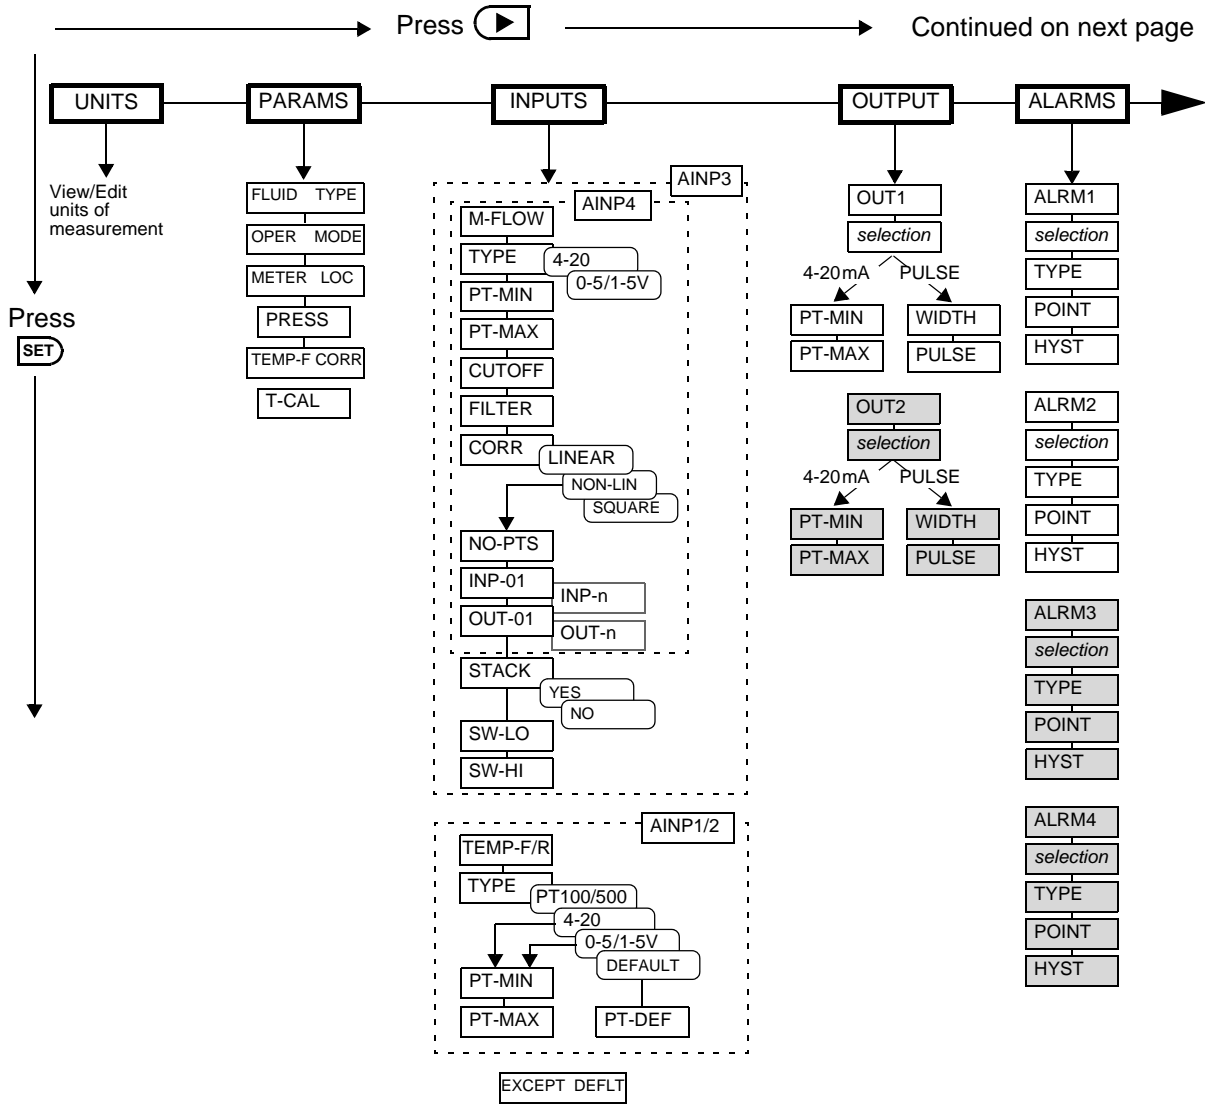 Press
Continued on next page
UNITS
PARAMS
INPUTS
OUTPUT
ALARMS
Press
SET
View/Edit
units of
measurement
FLUID TYPE
OPER MODE
METER LOC
PRESS
TEMP-F CORR
T-CAL
AINP3
AINP4
M-FLOW
TYPE
4-20
0-5/1-5V
PT-MIN
PT-MAX
CUTOFF
FILTER
CORR
LINEAR
NON-LIN
SQUARE
NO-PTS
INP-01
INP-n
OUT-01
OUT-n
STACK
YES
NO
SW-LO
SW-HI
AINP1/2
TEMP-F/R
TYPE
PT100/500
4-20
0-5/1-5V
DEFAULT
PT-MIN
PT-MAX
PT-DEF
EXCEPT DEFLT
OUT1
selection
4-20mA PULSE
PT-MIN WIDTH
PT-MAX PULSE
OUT2
selection
4-20mA PULSE
PT-MIN WIDTH
PT-MAX PULSE
ALRM1
selection
TYPE
POINT
HYST
ALRM2
selection
TYPE
POINT
HYST
ALRM3
selection
TYPE
POINT
HYST
ALRM4
selection
TYPE
POINT
HYST